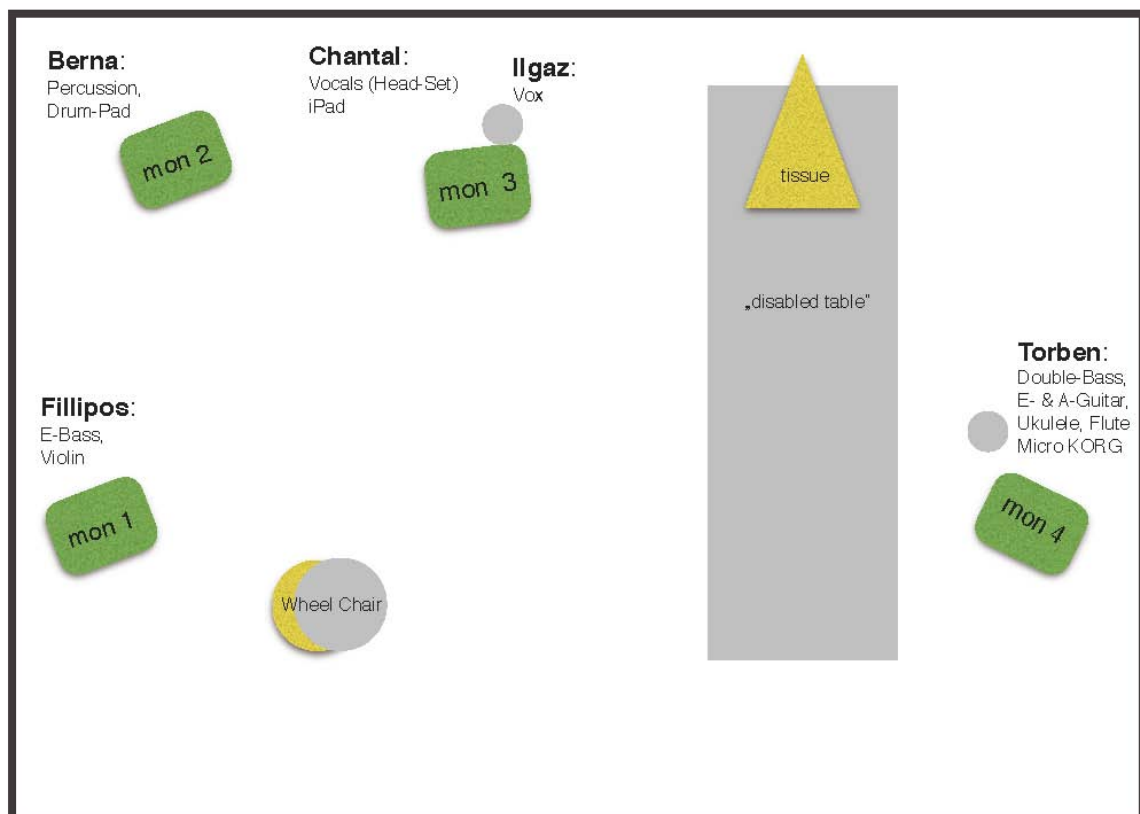 Berna:
Percussion,
Drum-Pad
mon 2
Chantal:
Vocals (Head-Set)
iPad
Ilgaz:
Vox
mon 3
tissue
„disabled table”
Torben:
Double-Bass,
E- & A-Guitar,
Ukulele, Flute
Micro KORG
mon 4
Fillipos:
E-Bass,
Violin
mon 1
Wheel Chair